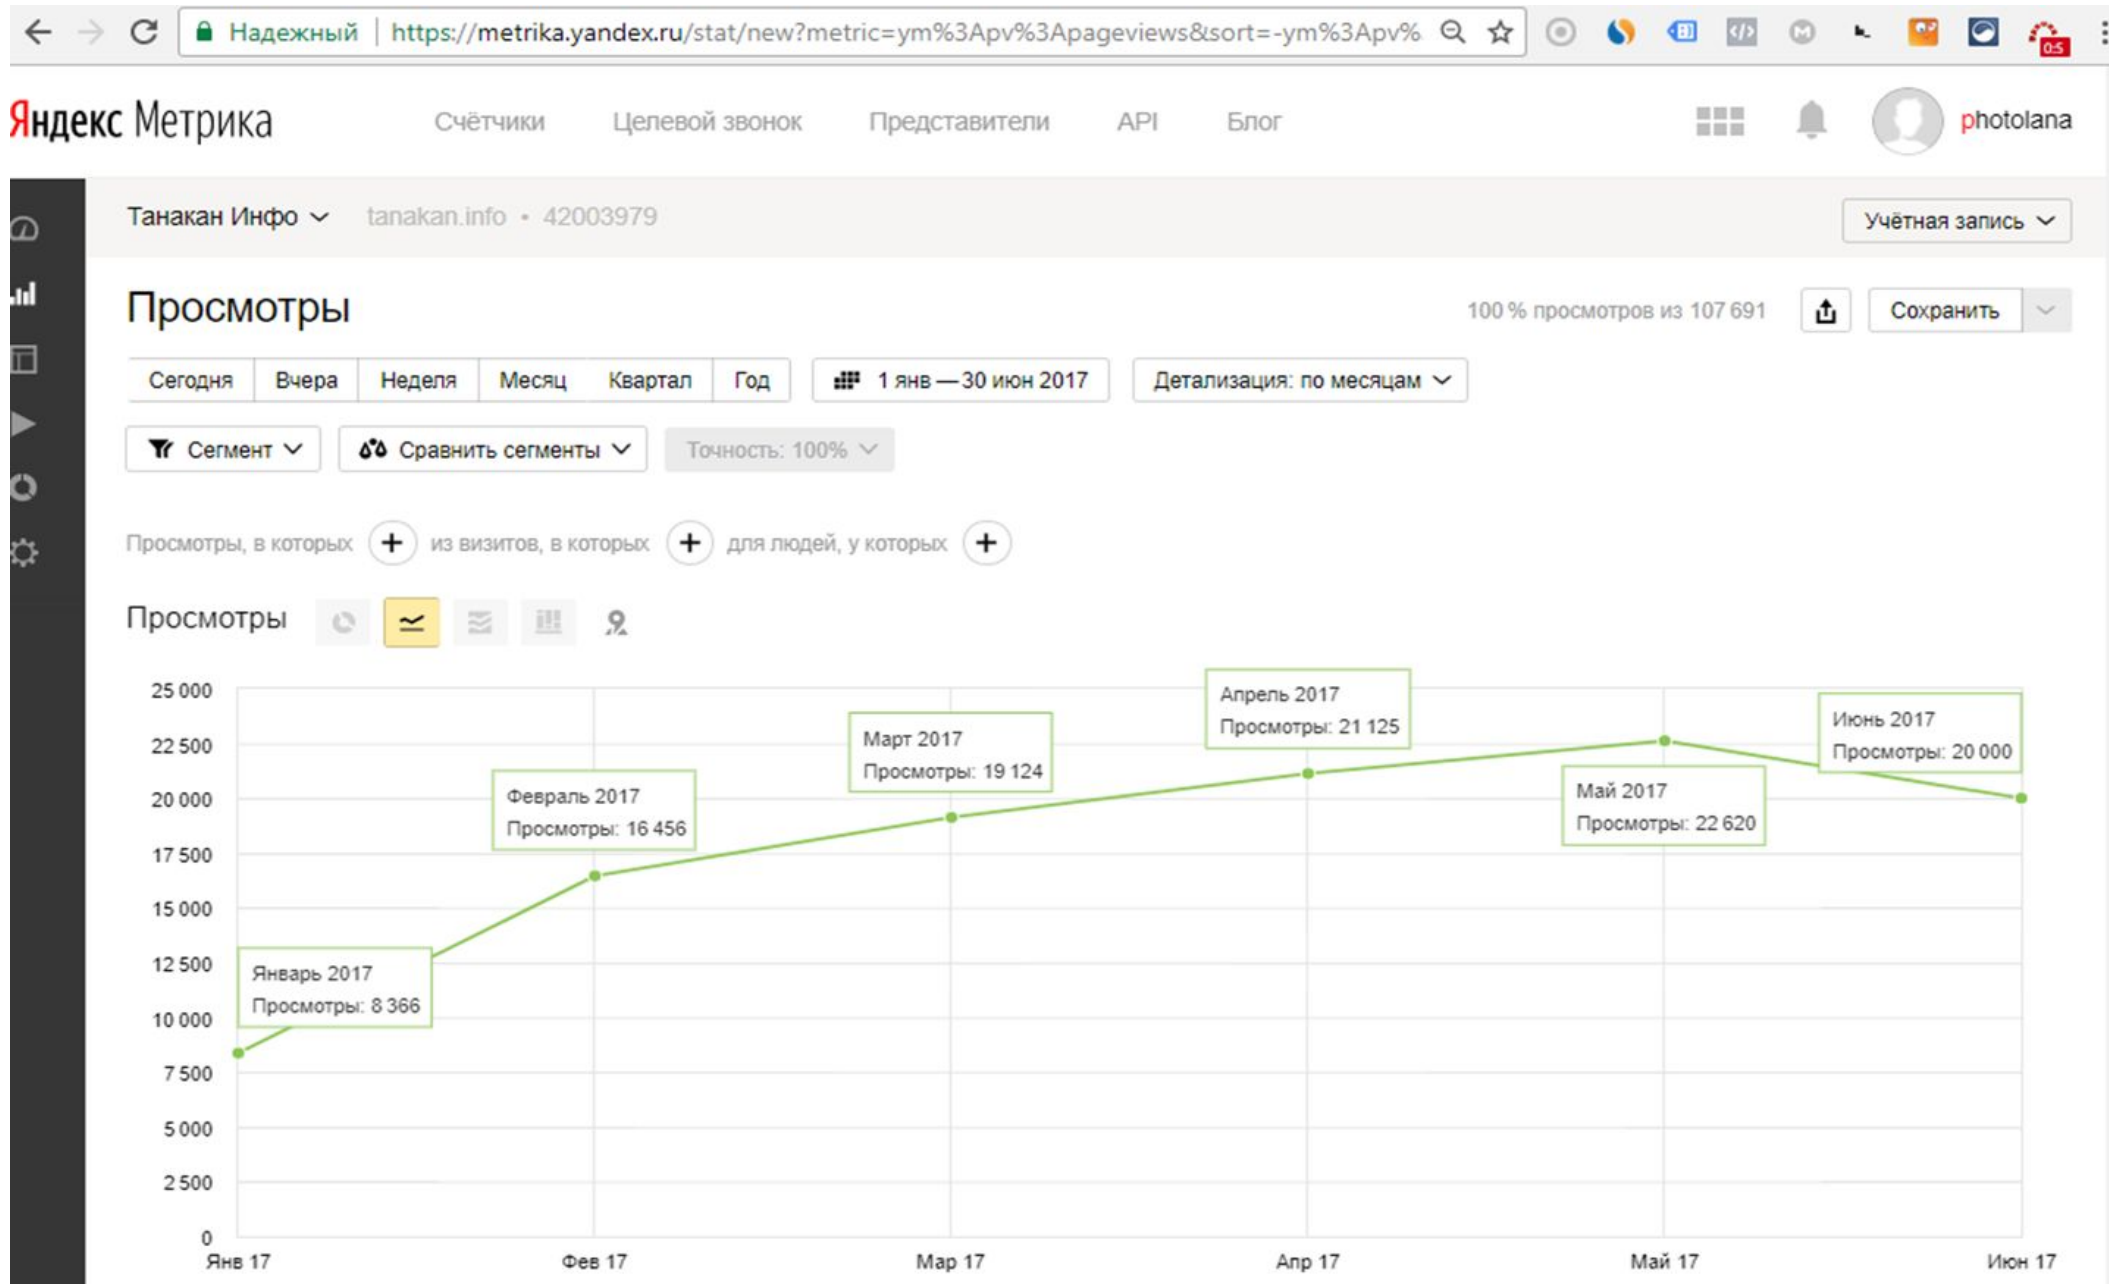 Надежный | https://metrika.yandex.ru/stat/new?metric=ym%3Apv%3Apageviews&sort=-ym%3Apv%
0:5
Яндекс Метрика Счётчики Целевой звонок Представители API Блог photolana
Танакан Инфо tanakan.info • 42003979 Учётная запись
Просмотры 100 % просмотров из 107 691 Сохранить
Сегодня Вчера Неделя Месяц Квартал Год 1 янв — 30 июн 2017 Детализация: по месяцам
Сегмент Сравнить сегменты Точность: 100%
Просмотры, в которых + из визитов, в которых + для людей, у которых +
Просмотры
25 000
22 500
20 000
17 500
15 000
12 500
10 000
7 500
5 000
2 500
0
Январь 2017
Просмотры: 8 366
Февраль 2017
Просмотры: 16 456
Март 2017
Просмотры: 19 124
Апрель 2017
Просмотры: 21 125
Май 2017
Просмотры: 22 620
Июнь 2017
Просмотры: 20 000
Янв 17 Фев 17 Мар 17 Апр 17 Май 17 Июн 17